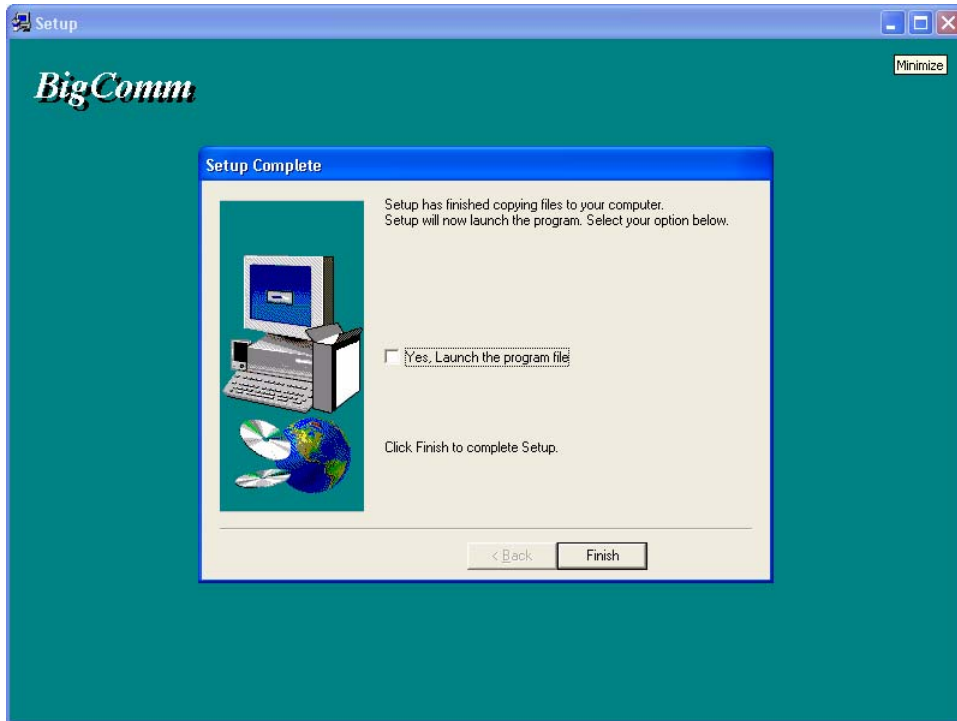 Setup
Minimize
BigComm
Setup Complete
Setup has finished copying files to your computer.
Setup will now launch the program. Select your option below.
Yes, Launch the program file
Click Finish to complete Setup.
< Back
Finish